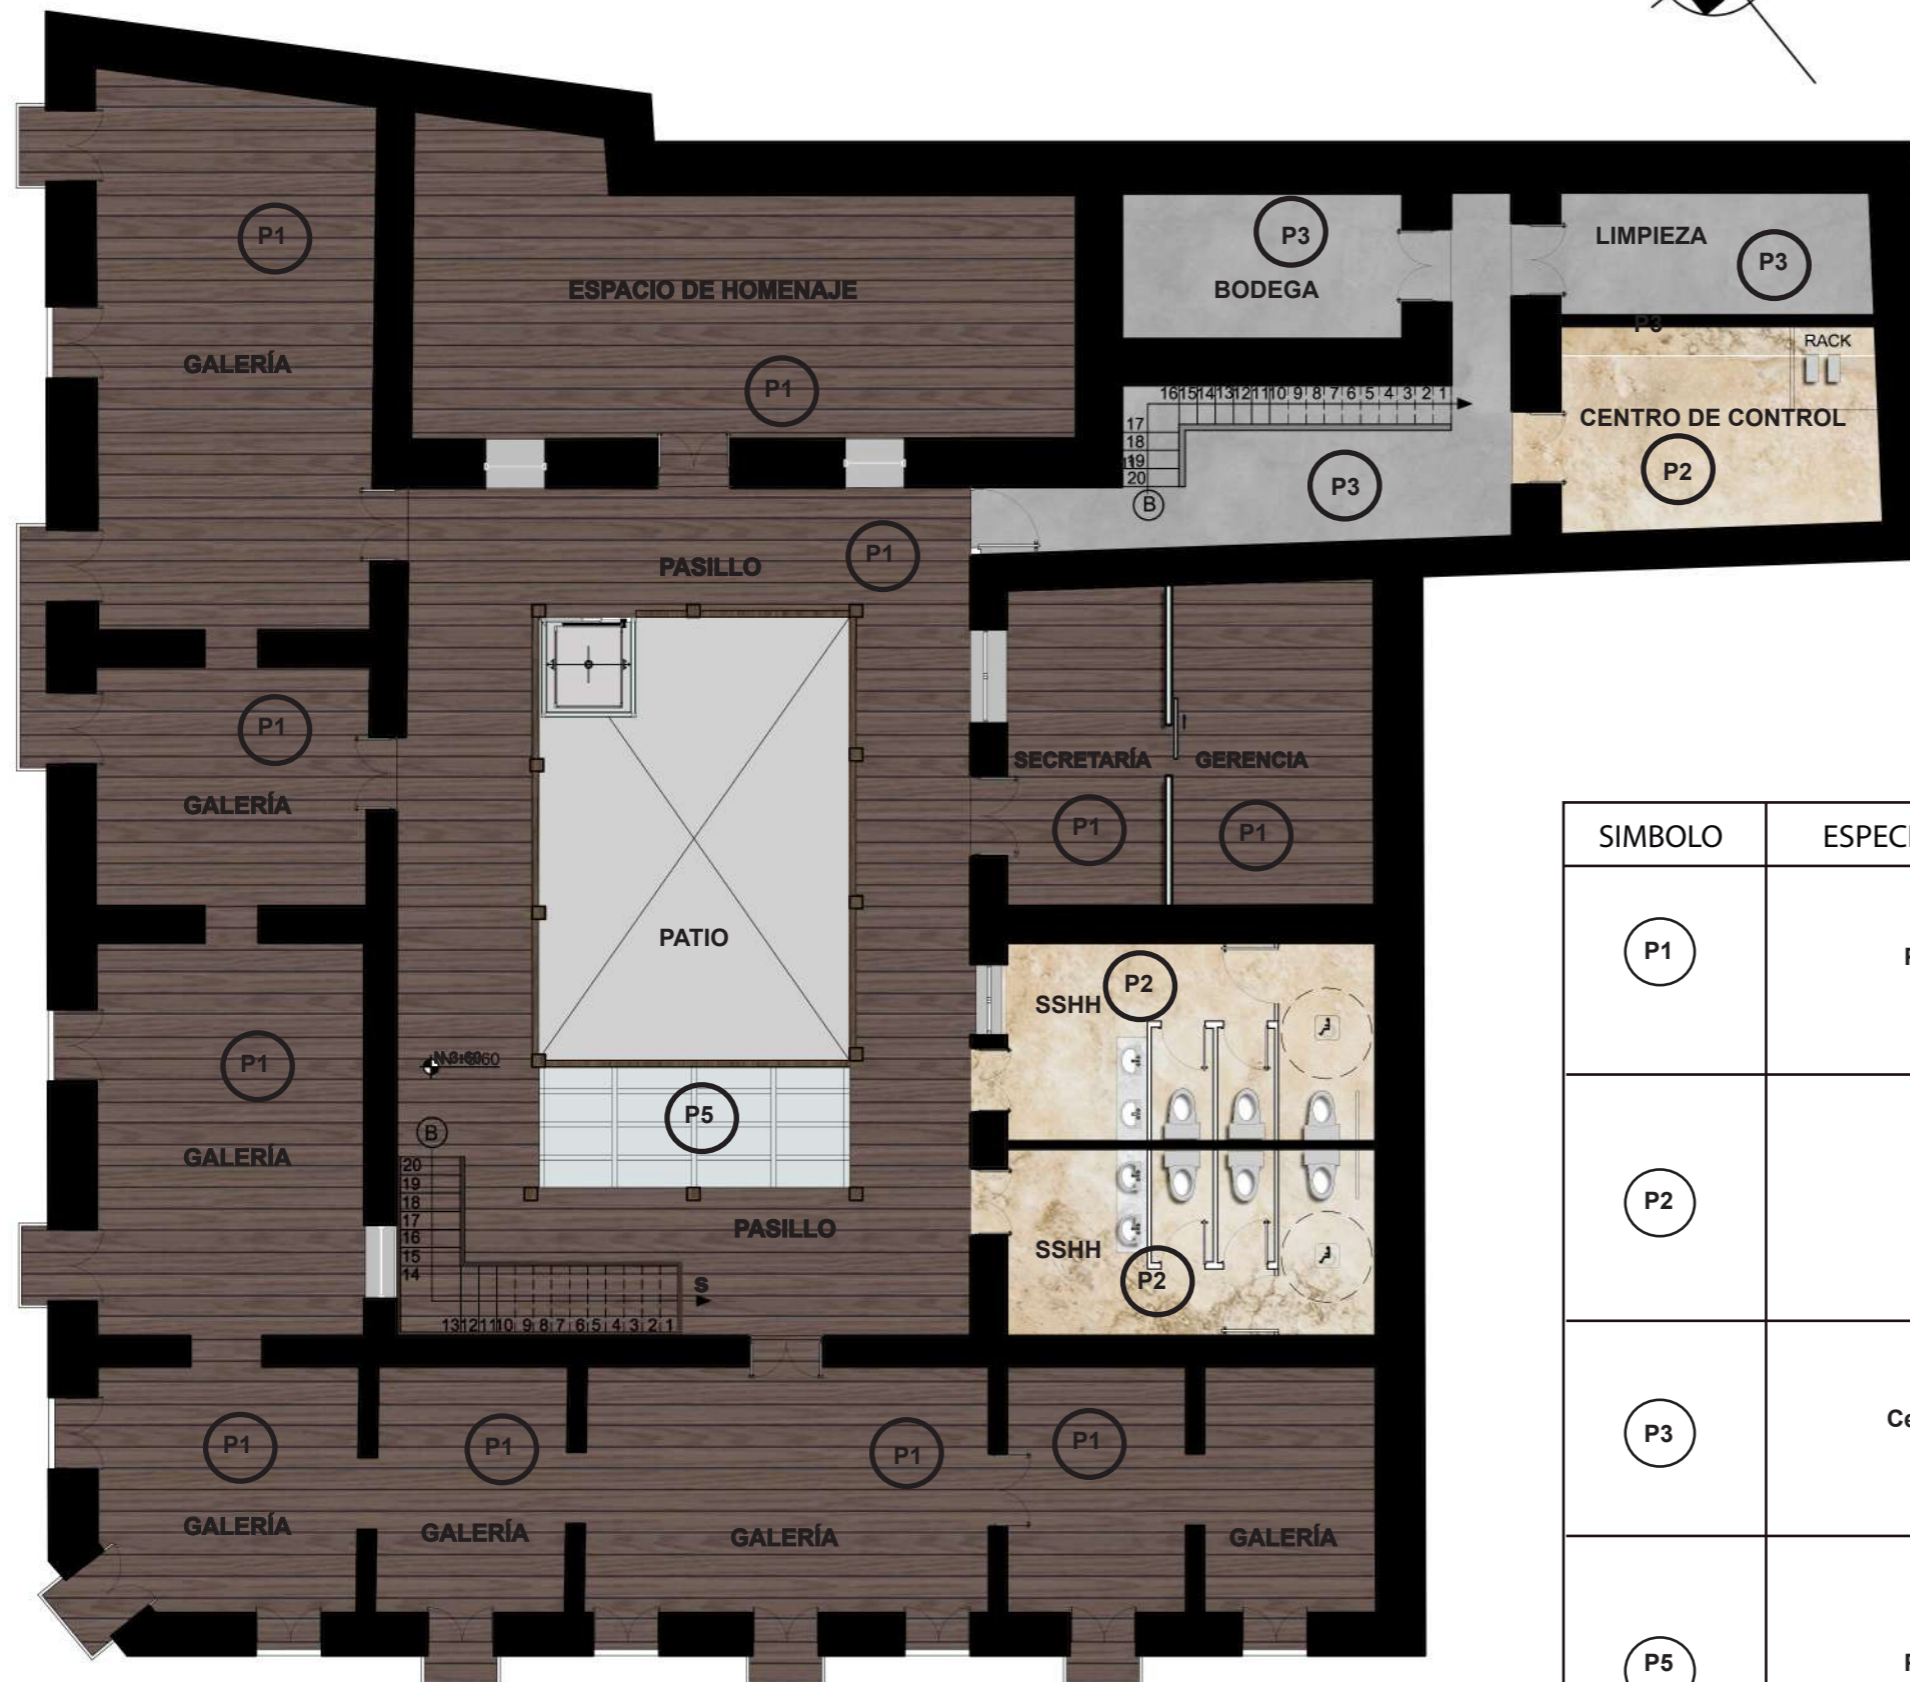 P1
P3
LIMPIEZA
P3
ESPACIO DE HOMENAJE
BODEGA
P3
RACK
GALERÍA
P1
16 15 14 13 12 11 10 9 8 7 6 5 4 3 2 1
CENTRO DE CONTROL
17
18
19
20
P2
P3
B
P1
PASILLO
P1
GALERÍA
SECRETARÍA
GERENCIA
P1
P1
PATIO
SIMBOLO
P1
P2
SSHH
P1
P5
B
GALERÍA
20
19
18
17
16
15
14
PASILLO
SSHH
P2
S
13 12 11 10 9 8 7 6 5 4 3 2 1
P2
P1
P1
P1
P1
GALERÍA
GALERÍA
GALERÍA
GALERÍA
P3
P5